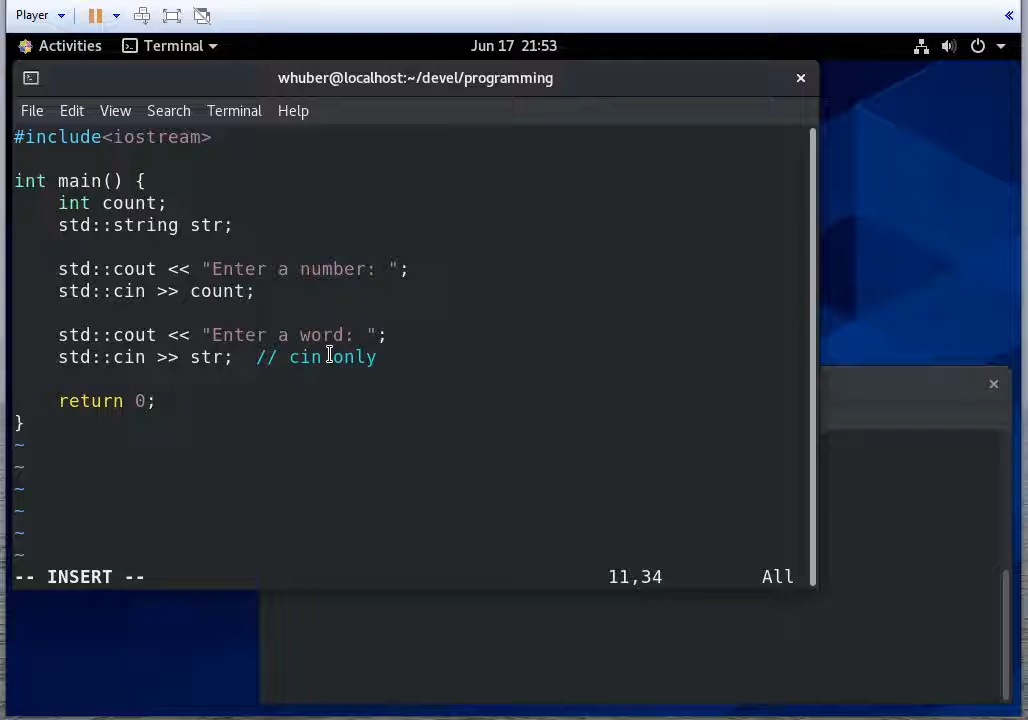 Player
Activities Terminal Jun 17 21:53
whuber@localhost:~/devel/programming
File Edit View Search Terminal Help
#include<iostream>
int main() {
    int count;
    std::string str;
    std::cout << "Enter a number: ";
    std::cin >> count;
    std::cout << "Enter a word: ";
    std::cin >> str;  // cin only
    return 0;
}
~
~
~
~
~
~
-- INSERT -- 11,34 All